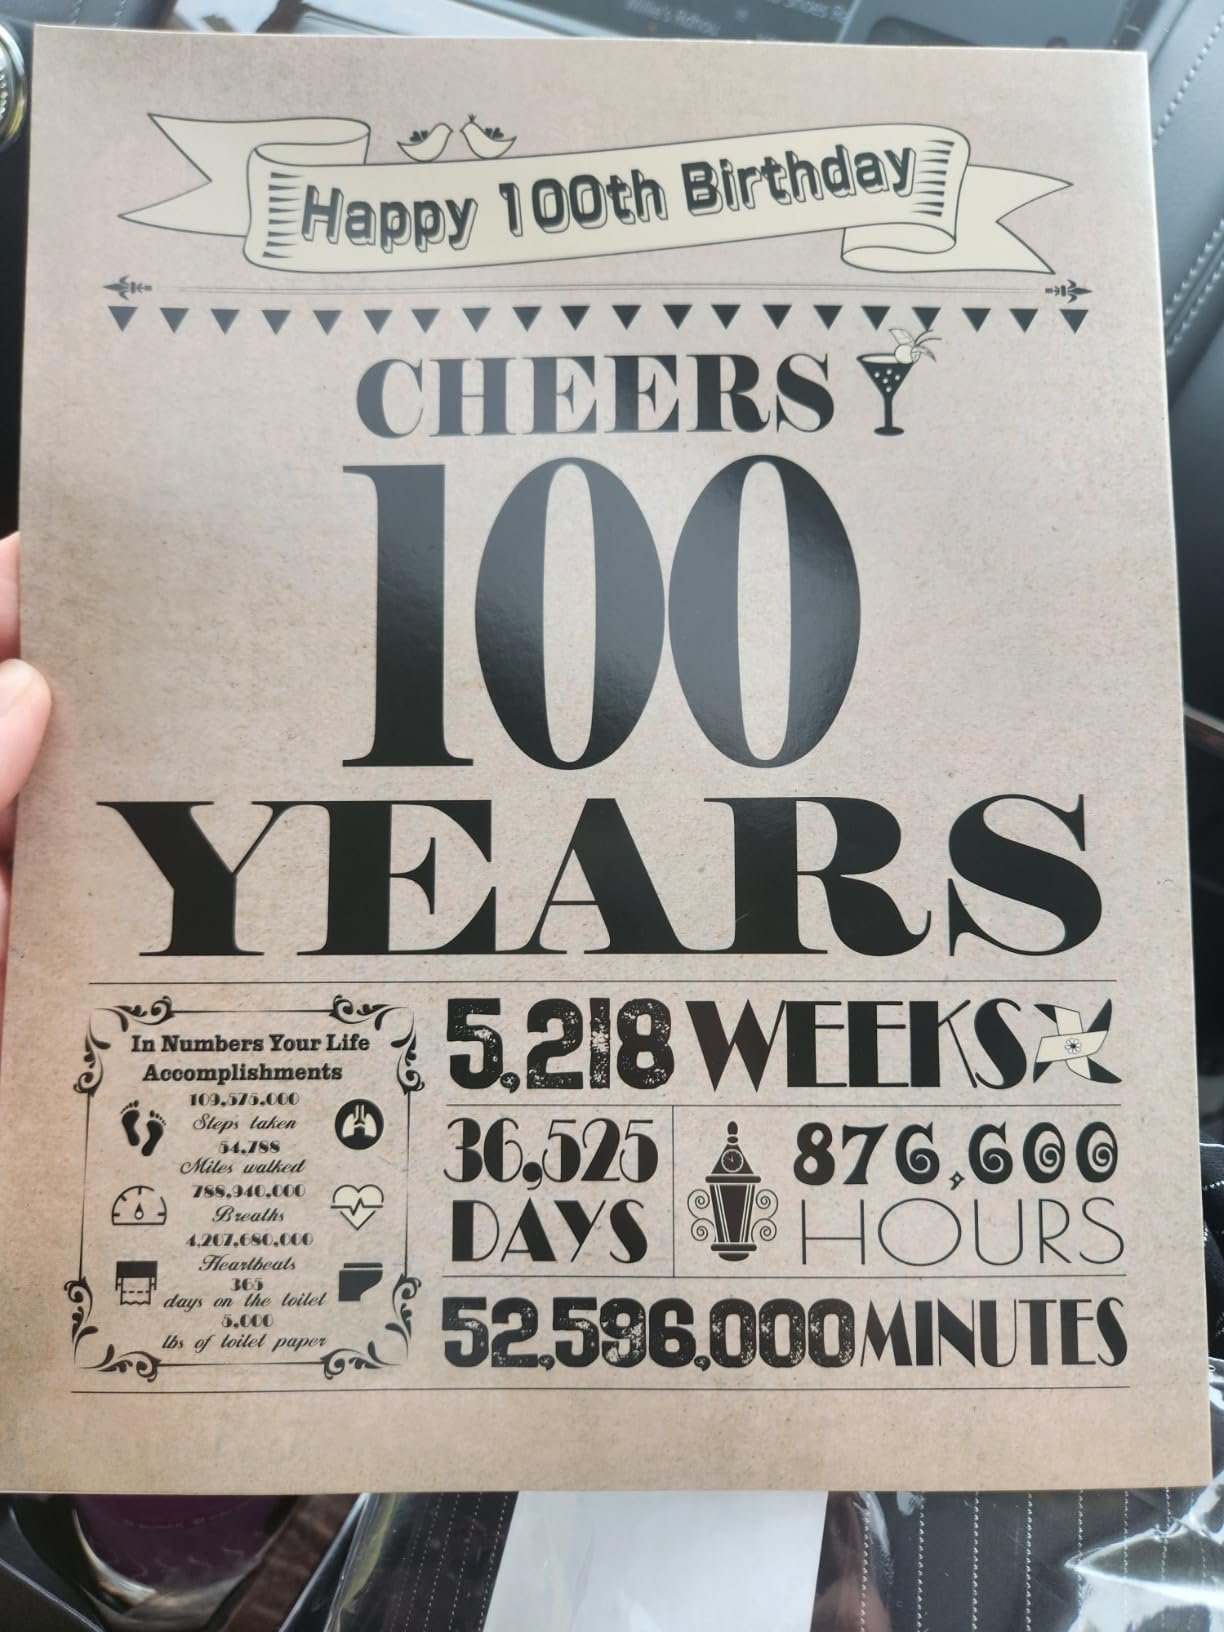 Happy 100th Birthday
CHEERS
100
YEARS
In Numbers Your Life
Accomplishments
109,575,000
Steps taken
54,788
Miles walked
788,940,000
Breaths
4,207,680,000
Heartbeats
365
days on the toilet
5,000
lbs of toilet paper
5,218 WEEKS
36,525
DAYS
876,600
HOURS
52,596,000 MINUTES